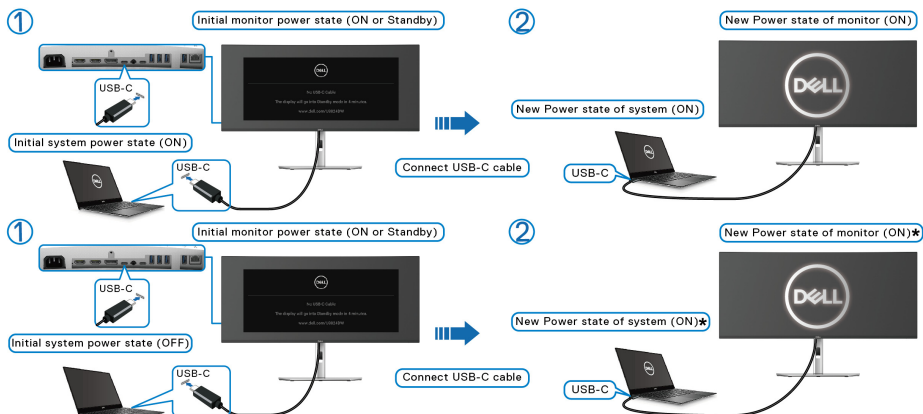 1
Initial monitor power state (ON or Standby)
USB-C
DELL
No USB-C Cable
The display will go into Standby mode in 4 minutes.
Initial system power state (ON)
USB-C
DELL
Connect USB-C cable
2
New Power state of monitor (ON)
DELL
New Power state of system (ON)
DELL
USB-C
1
Initial monitor power state (ON or Standby)
USB-C
DELL
No USB-C Cable
The display will go into Standby mode in 4 minutes.
Initial system power state (OFF)
USB-C
Connect USB-C cable
2
New Power state of monitor (ON)*
DELL
New Power state of system (ON)*
DELL
USB-C